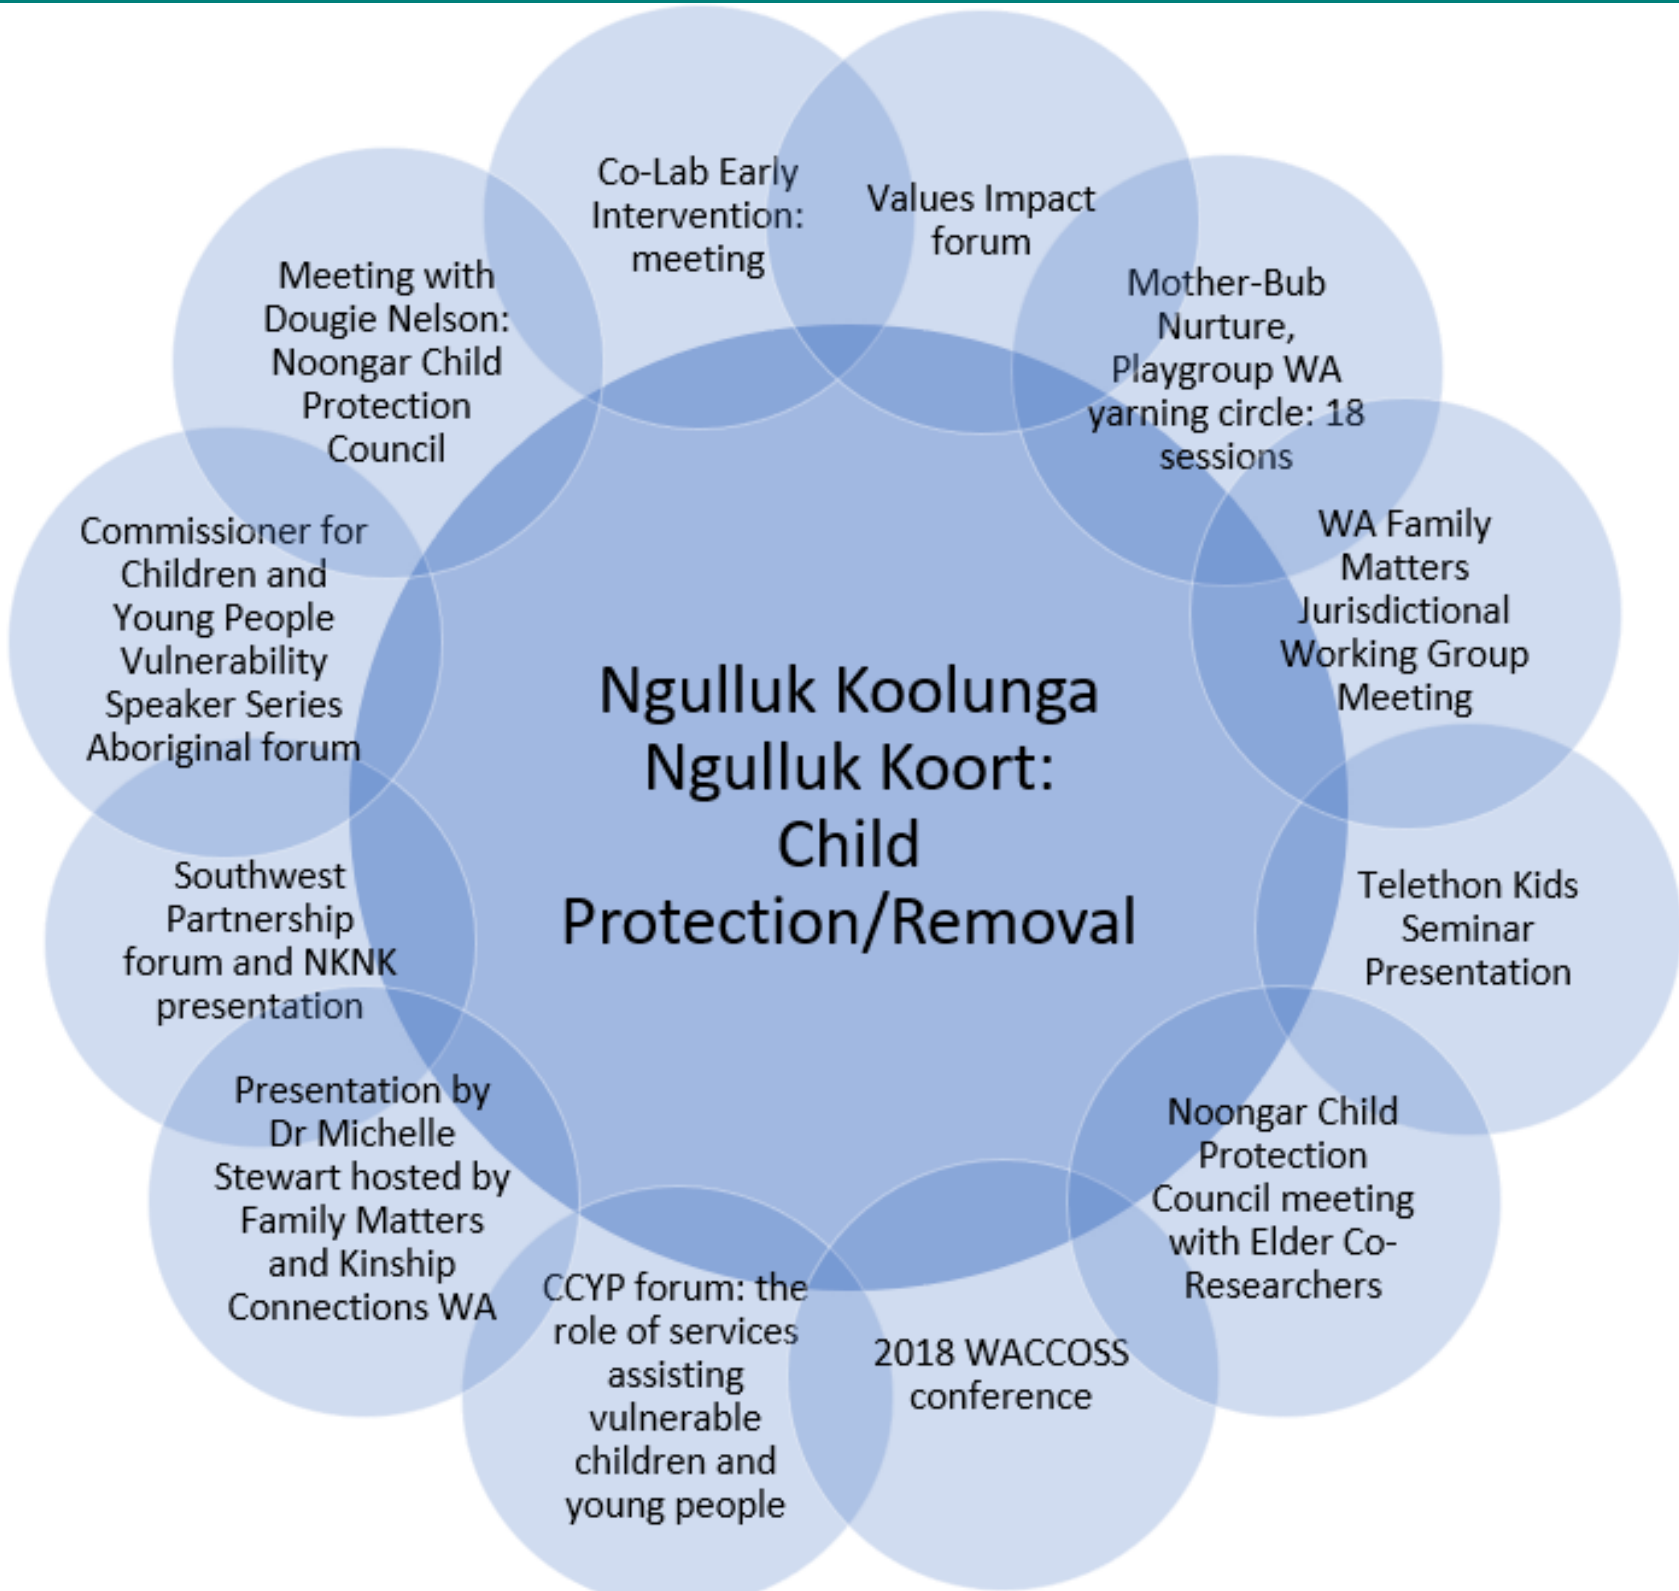 Co-Lab Early
Intervention:
meeting
Values Impact
forum
Mother-Bub
Nurture,
Playgroup WA
yarning circle: 18
sessions
WA Family
Matters
Jurisdictional
Working Group
Meeting
Telethon Kids
Seminar
Presentation
Noongar Child
Protection
Council meeting
with Elder Co-
Researchers
2018 WACCOSS
conference
CCYP forum: the
role of services
assisting
vulnerable
children and
young people
Presentation by
Dr Michelle
Stewart hosted by
Family Matters
and Kinship
Connections WA
Southwest
Partnership
forum and NKNK
presentation
Commissioner for
Children and
Young People
Vulnerability
Speaker Series
Aboriginal forum
Meeting with
Dougie Nelson:
Noongar Child
Protection
Council
Ngulluk Koolunga
Ngulluk Koort:
Child
Protection/Removal